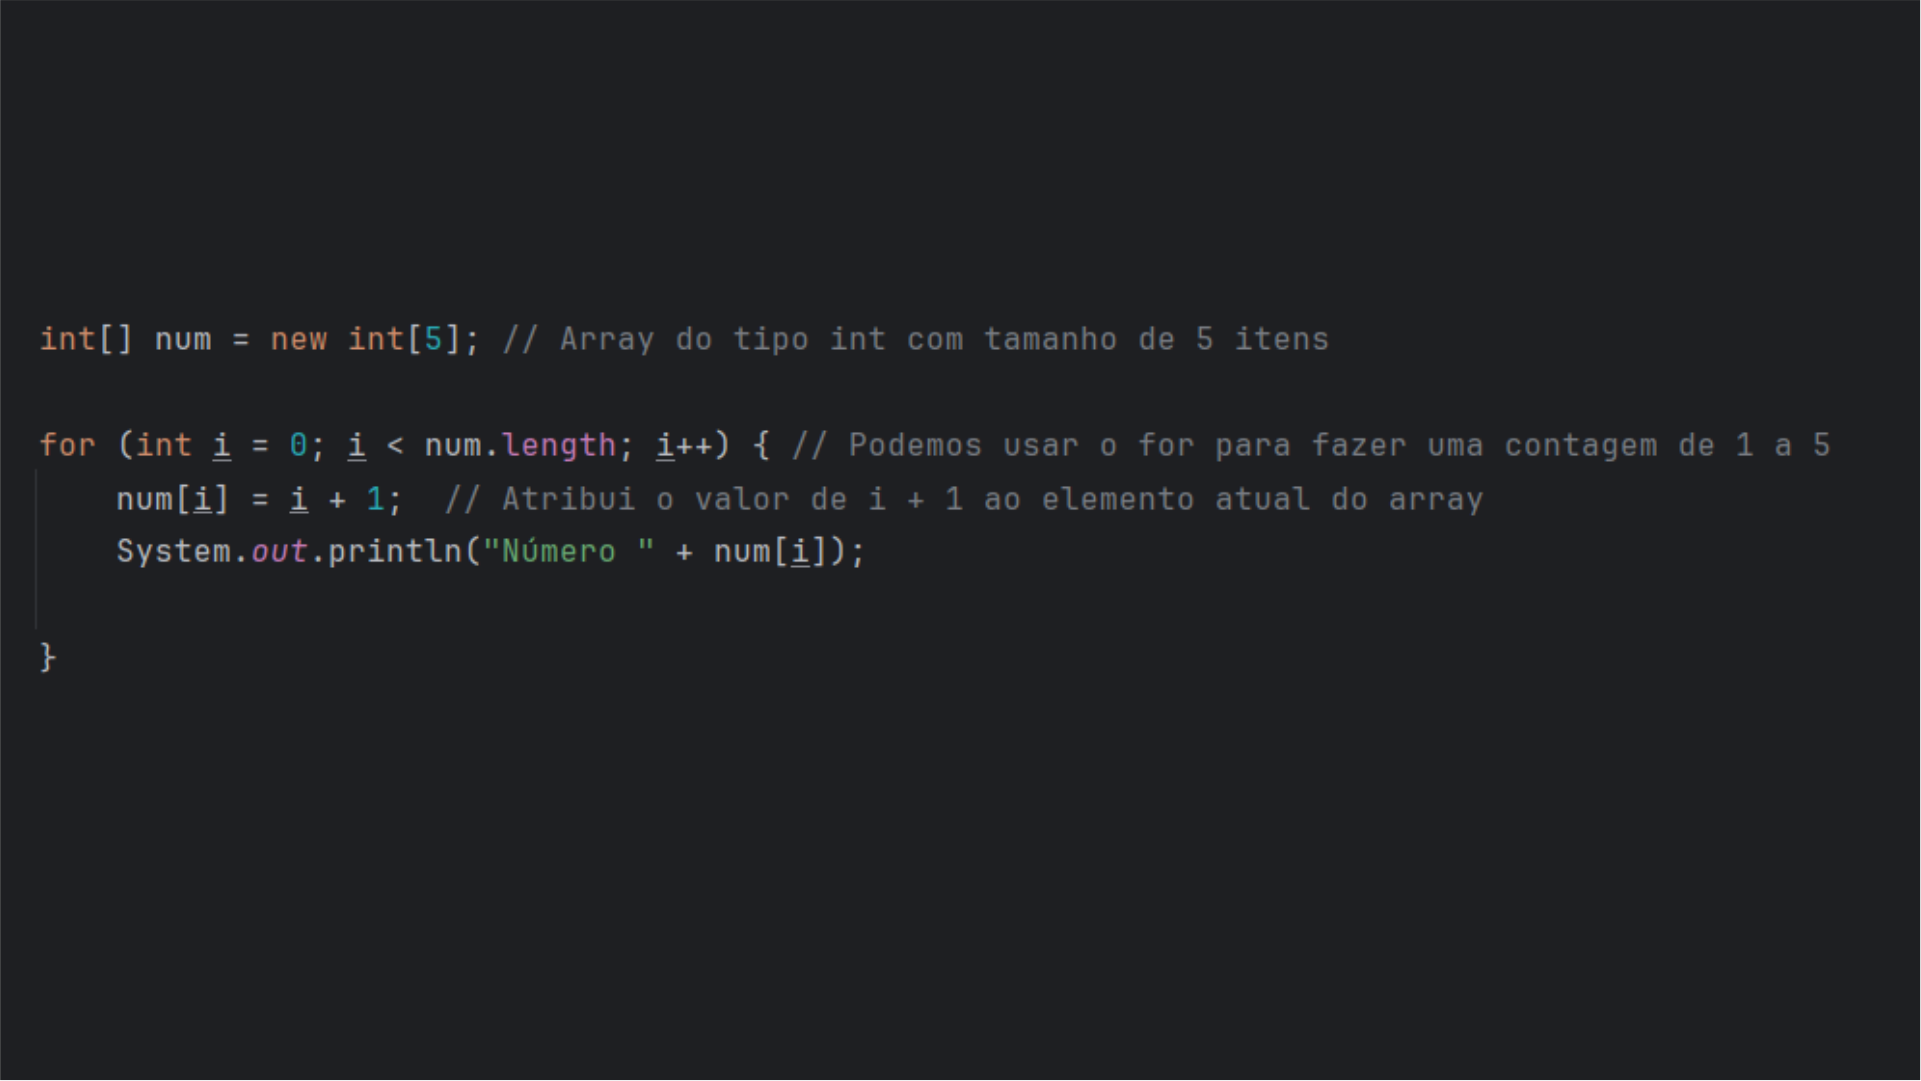 int[] num = new int[5]; // Array do tipo int com tamanho de 5 itens
for (int i = 0; i < num.length; i++) { // Podemos usar o for para fazer uma contagem de 1 a 5
num[i] = i + 1;  // Atribui o valor de i + 1 ao elemento atual do array
System.out.println("Número " + num[i]);
}